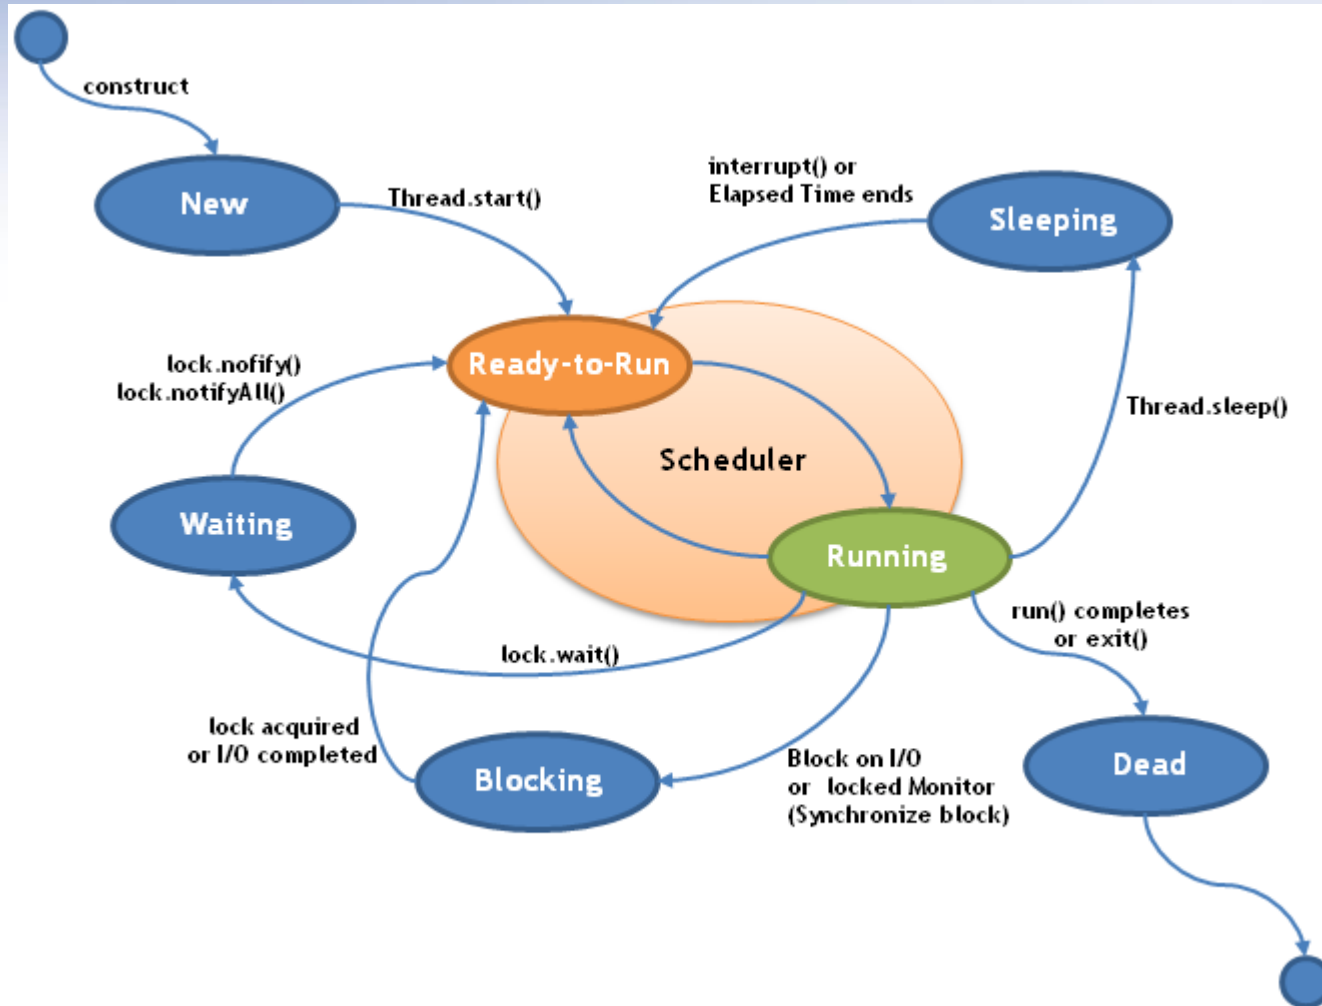 construct
New
Thread.start()
interrupt() or
Elapsed Time ends
Sleeping
lock.nofify()
lock.notifyAll()
Ready-to-Run
Scheduler
Thread.sleep()
Waiting
Running
run() completes
or exit()
lock.wait()
lock acquired
or I/O completed
Blocking
Block on I/O
or locked Monitor
(Synchronize block)
Dead